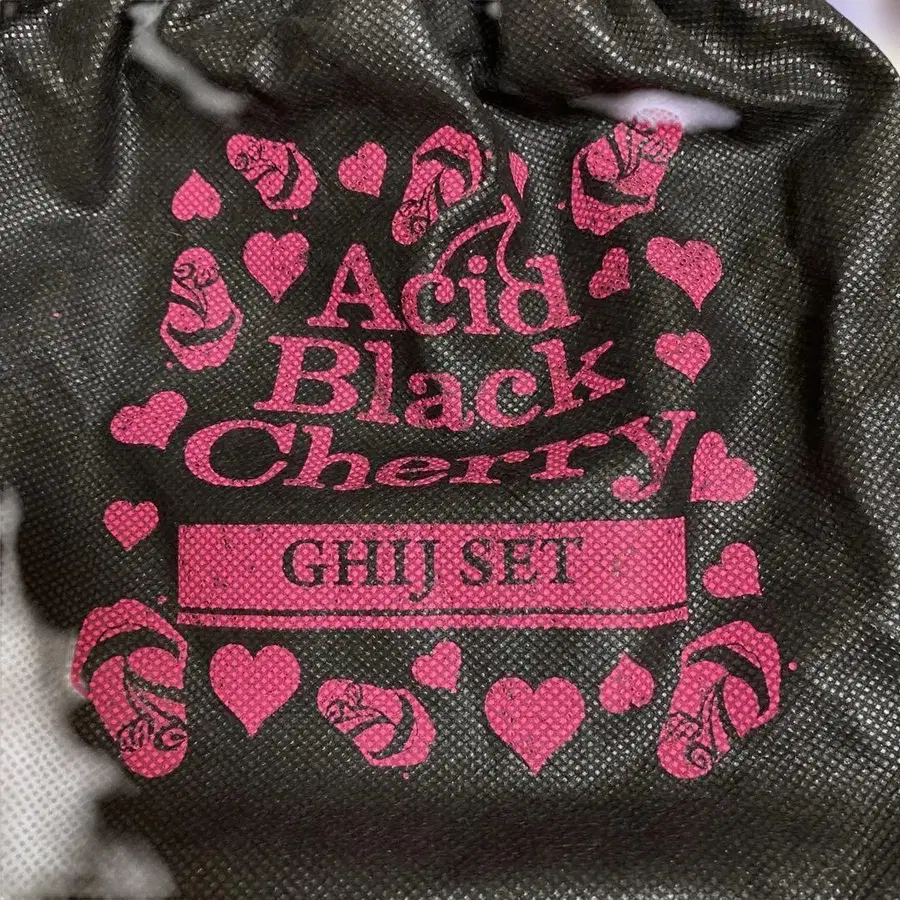 Acid
Black
Cherry
GHIJ SET